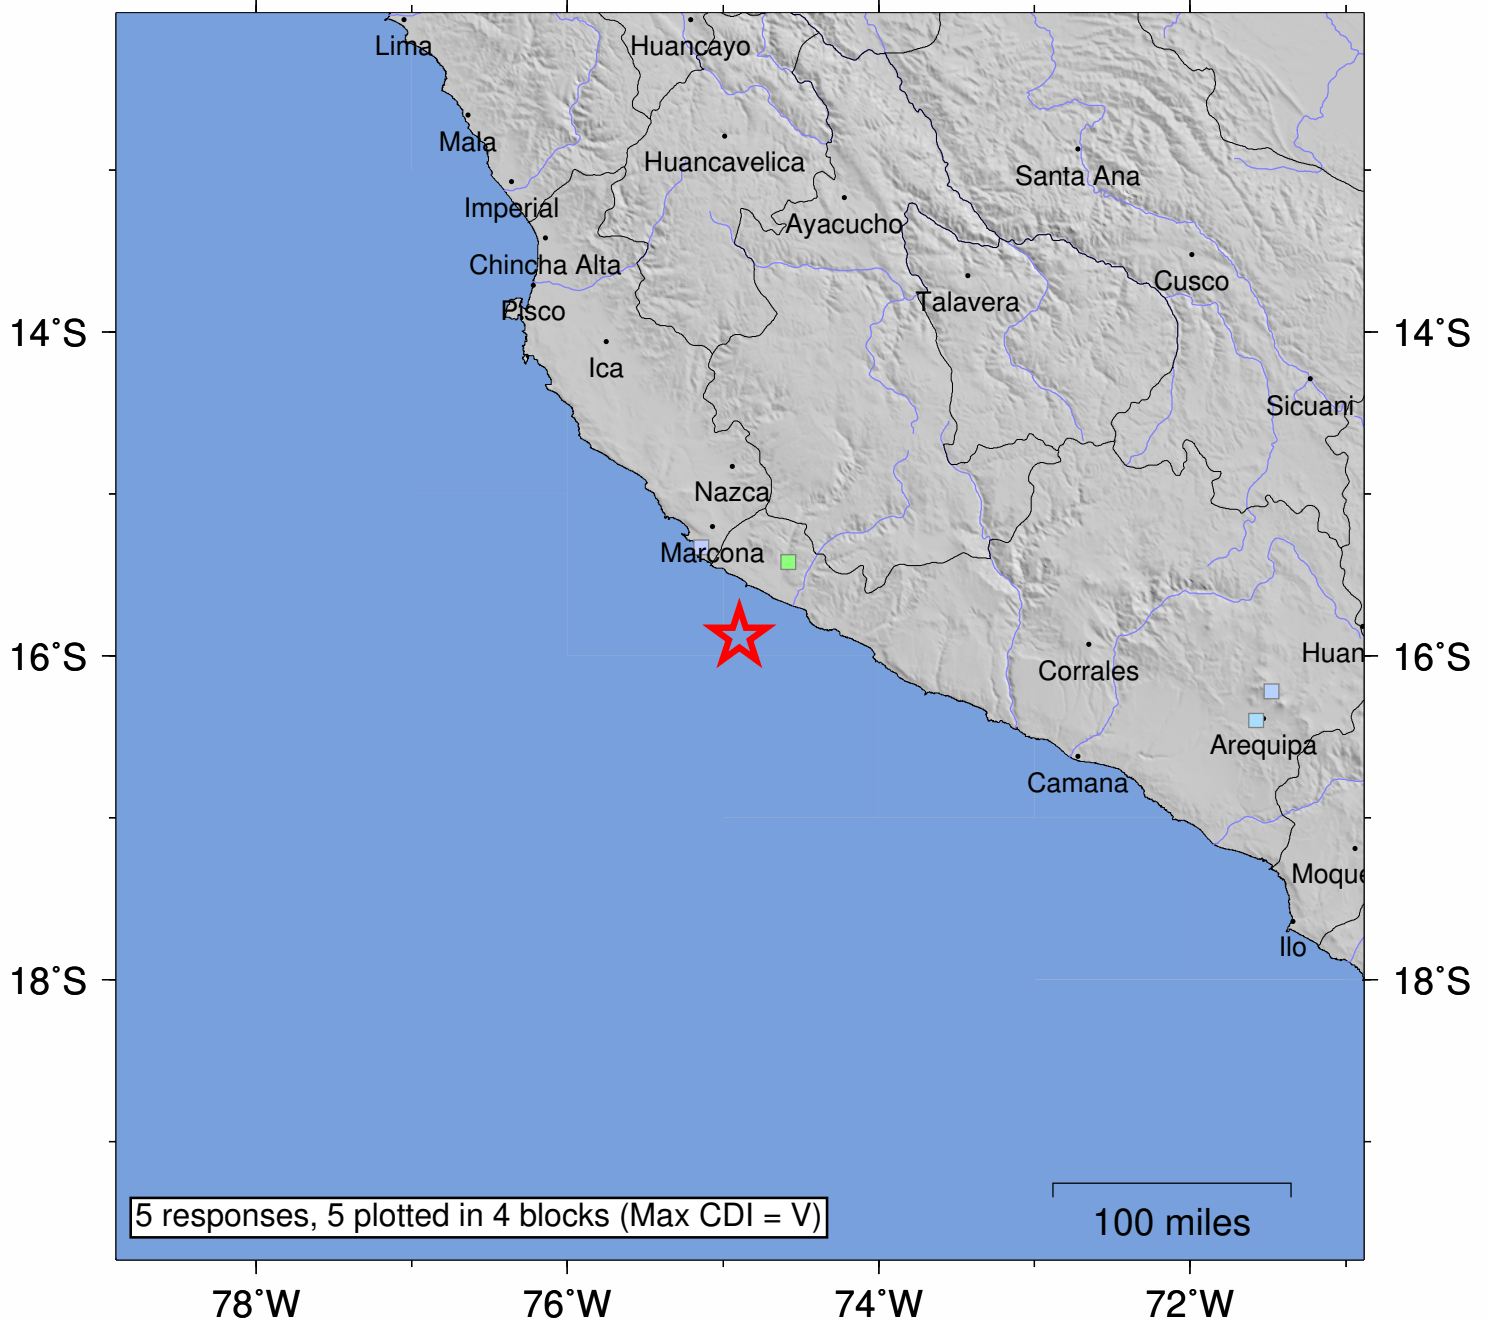 Lima
Huancayo
Mala
Huancavelica
Santa Ana
Imperial
Ayacucho
Chincha Alta
Cusco
Talavera
Pisco
14°S
14°S
Ica
Sicuani
Nazca
Marcona
16°S
16°S
Huan
Corrales
Arequipa
Camana
Moque
Ilo
18°S
18°S
5 responses, 5 plotted in 4 blocks (Max CDI = V)
100 miles
78°W
76°W
74°W
72°W